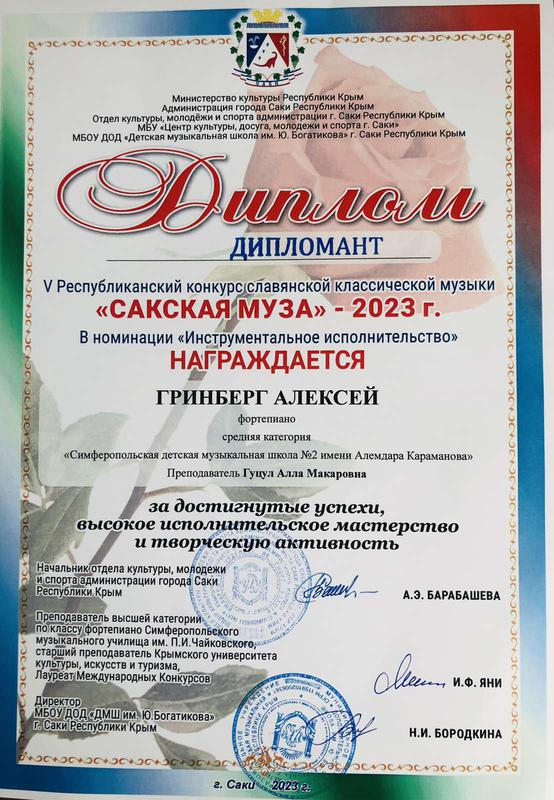 Министерство культуры Республики Крым
Администрация города Саки Республики Крым
Отдел культуры, молодёжи и спорта администрации г. Саки Республики Крым
МБУ «Центр культуры, досуга, молодежи и спорта г. Саки»
МБОУ ДОД «Детская музыкальная школа им. Ю. Богатикова» г. Саки Республики Крым
Диплом
ДИПЛОМАНТ
V Республиканский конкурс славянской классической музыки
«САКСКАЯ МУЗА» - 2023 г.
В номинации «Инструментальное исполнительство»
НАГРАЖДАЕТСЯ
ГРИНБЕРГ АЛЕКСЕЙ
фортепиано
средняя категория
«Симферопольская детская музыкальная школа №2 имени Алемдара Караманова»
Преподаватель Гуцул Алла Макаровна
за достигнутые успехи,
высокое исполнительское мастерство
и творческую активность
Начальник отдела культуры, молодежи
и спорта администрации города Саки
Республики Крым
А.Э. БАРАБАШЕВА
Преподаватель высшей категории
по классу фортепиано Симферопольского
музыкального училища им. П.И.Чайковского,
старший преподаватель Крымского университета
культуры, искусств и туризма,
Лауреат Международных Конкурсов
И.Ф. ЯНИ
Директор
МБОУ ДОД «ДМШ им. Ю.Богатикова»
г. Саки Республики Крым
Н.И. БОРОДКИНА
г. Саки 2023 г.